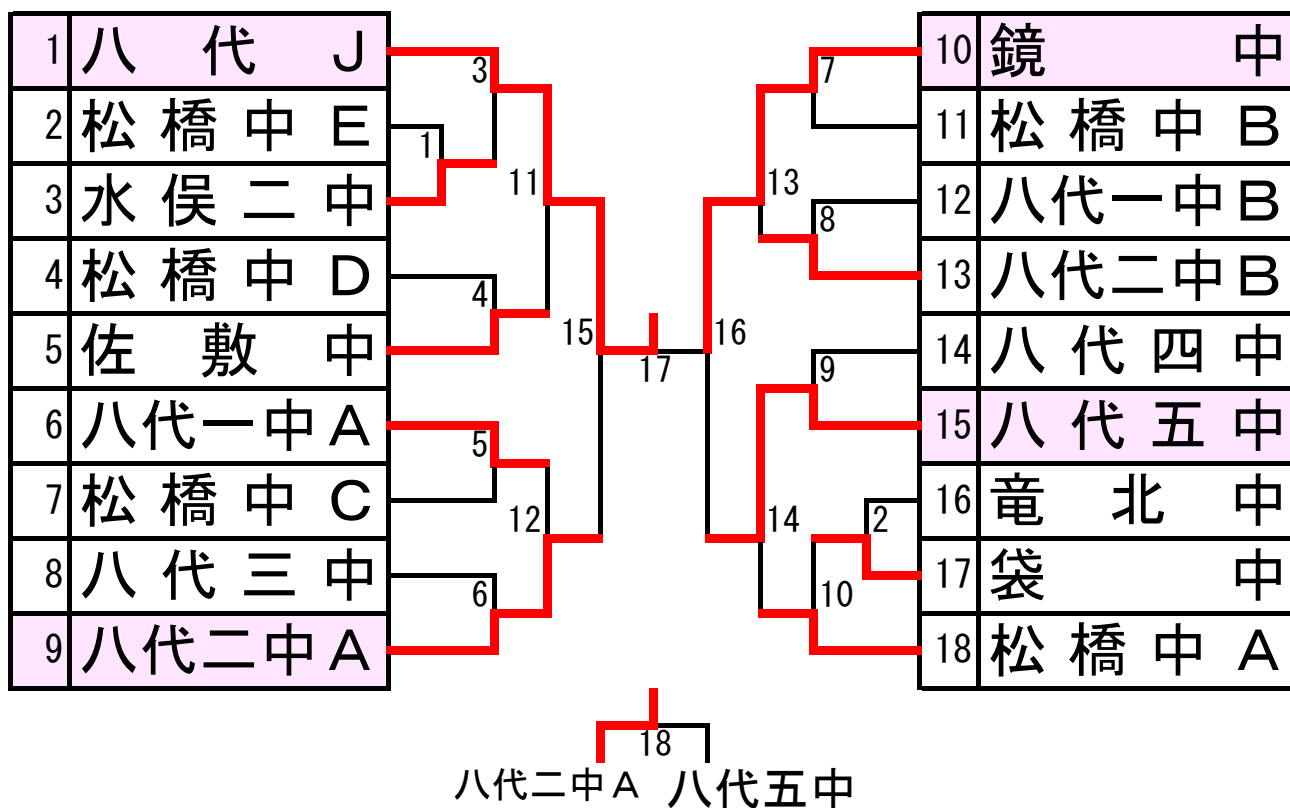 1 八代J
2 松橋中E
3 水俣二中
4 松橋中D
5 佐敷中
6 八代一中A
7 松橋中C
8 八代三中
9 八代二中A
3
1
11
4
15
5
12
6
17
7
13
8
16
9
2
14
10
10 鏡中
11 松橋中B
12 八代一中B
13 八代二中B
14 八代四中
15 八代五中
16 竜北中
17 袋中
18 松橋中A
18
八代二中A 八代五中